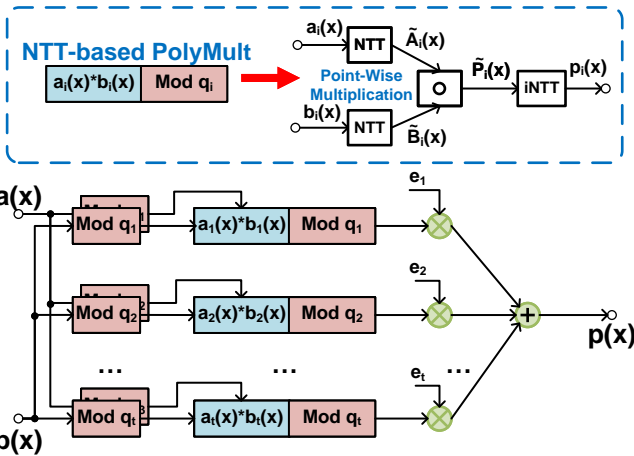 NTT-based PolyMult
aᵢ(x)*bᵢ(x) Mod qᵢ
aᵢ(x) NTT Ãᵢ(x)
Point-Wise
Multiplication
P̃ᵢ(x) iNTT pᵢ(x)
bᵢ(x) NTT B̃ᵢ(x)
a(x)
Mod q₁ a₁(x)*b₁(x) Mod q₁ e₁
Mod q₂ a₂(x)*b₂(x) Mod q₂ e₂
+ p(x)
... ... ...
Mod qₜ aₜ(x)*bₜ(x) Mod qₜ eₜ